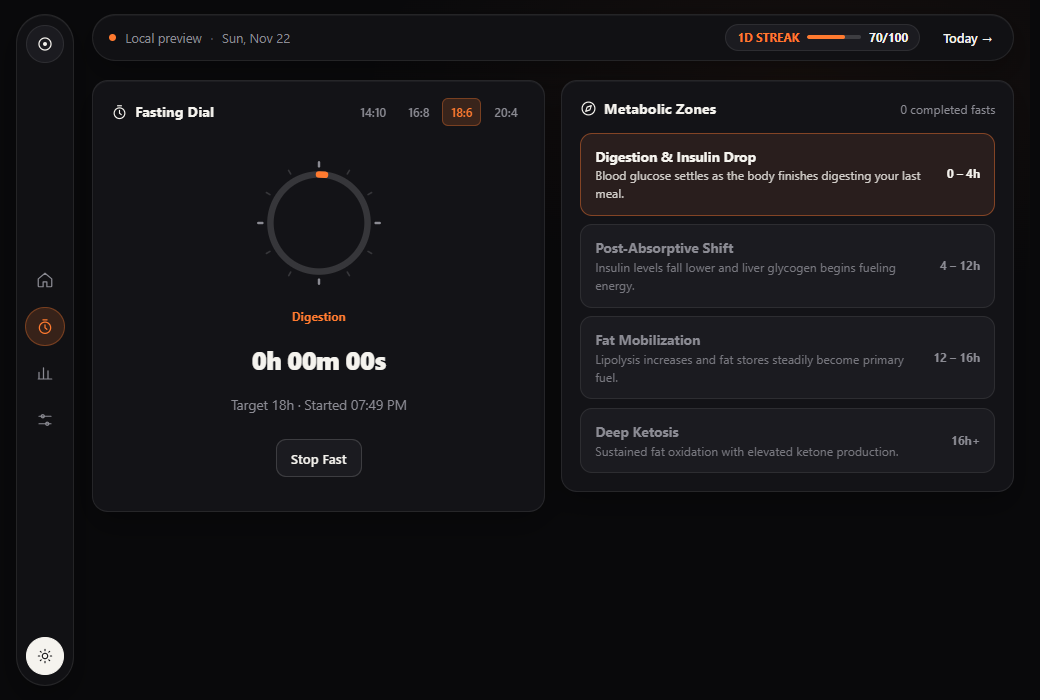 Local preview · Sun, Nov 22
1D STREAK 70/100 Today →
Fasting Dial
14:10 16:8 18:6 20:4
Digestion
0h 00m 00s
Target 18h · Started 07:49 PM
Stop Fast
Metabolic Zones
0 completed fasts
Digestion & Insulin Drop
Blood glucose settles as the body finishes digesting your last
meal.
0 – 4h
Post-Absorptive Shift
Insulin levels fall lower and liver glycogen begins fueling
energy.
4 – 12h
Fat Mobilization
Lipolysis increases and fat stores steadily become primary
fuel.
12 – 16h
Deep Ketosis
Sustained fat oxidation with elevated ketone production.
16h+